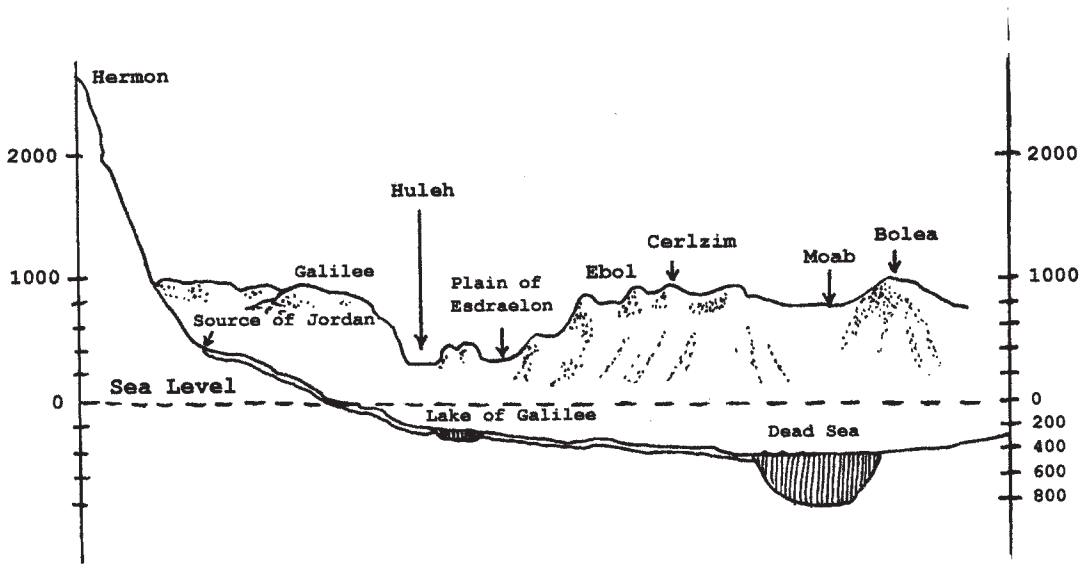 Hermon
2000
2000
Huleh
Bolea
Cerlzim
Moab
1000
Galilee
Plain of
Esdraelon
Ebol
1000
Source of Jordan
Sea Level
0
0
Lake of Galilee
200
Dead Sea
400
600
800